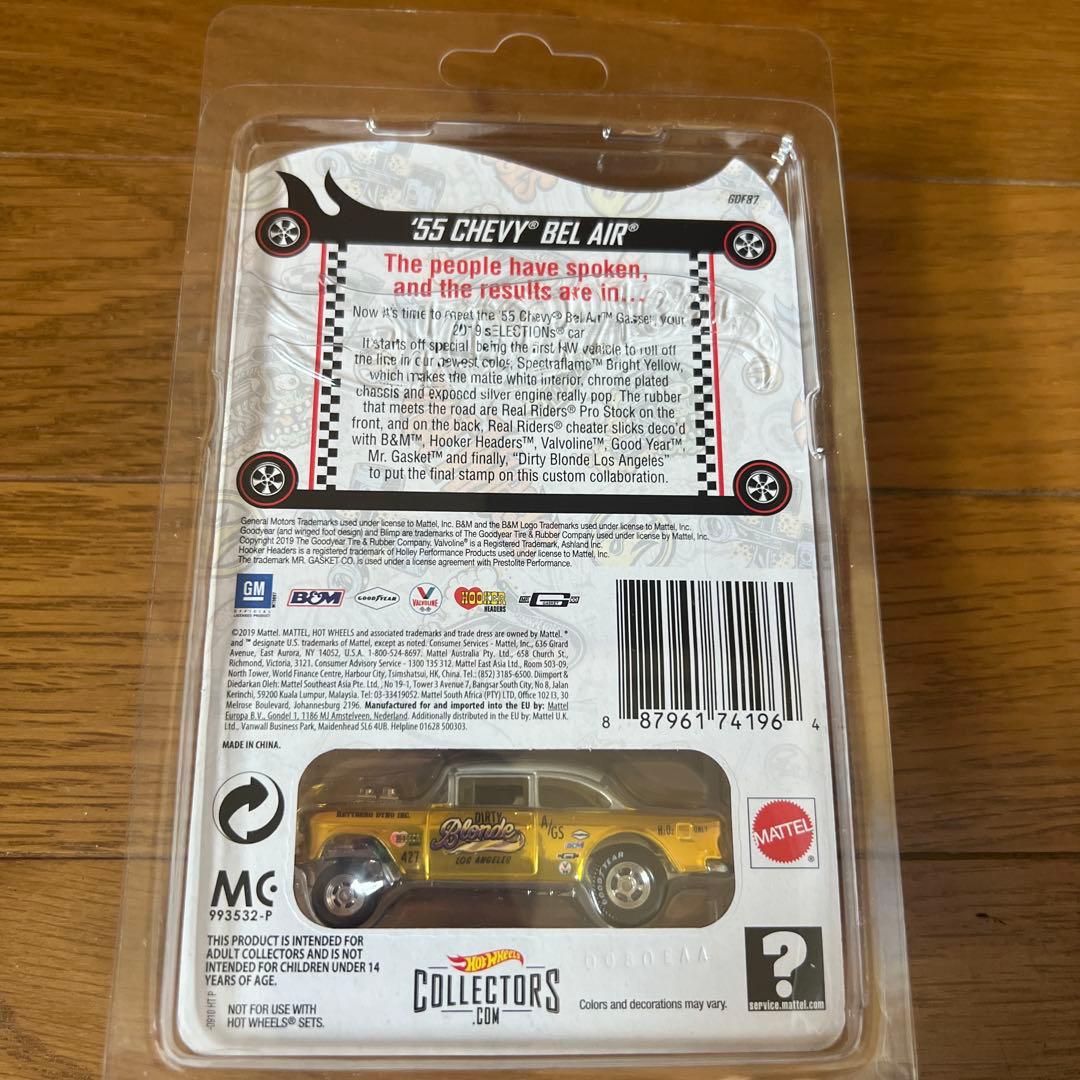 GDF87
'55 CHEVY® BEL AIR®
The people have spoken,
and the results are in...
Now it's time to meet the '55 Chevy® Bel Air™ Gasser, your
2019 sELECTIONs® car
It starts off special being the first HW vehicle to roll off
the line in our newest color, Spectraflame™ Bright Yellow,
which makes the matte white interior, chrome plated
chassis and exposed silver engine really pop. The rubber
that meets the road are Real Riders® Pro Stock on the
front, and on the back, Real Riders® cheater slicks deco'd
with B&M™, Hooker Headers™, Valvoline™, Good Year™,
Mr. Gasket™ and finally, "Dirty Blonde Los Angeles"
to put the final stamp on this custom collaboration.
General Motors Trademarks used under license to Mattel, Inc. B&M and the B&M Logo Trademarks used under license to Mattel, Inc.
Goodyear (and winged foot design) and Blimp are trademarks of The Goodyear Tire & Rubber Company used under license by Mattel, Inc.
Copyright 2019 The Goodyear Tire & Rubber Company. Valvoline® is a Registered Trademark, Ashland Inc.
Hooker Headers is a registered trademark of Holley Performance Products used under license to Mattel, Inc.
The trademark MR. GASKET CO. is used under a license agreement with Prestolite Performance.
GM
OFFICIAL
LICENSED PRODUCT
B&M
GOODYEAR
VALVOLINE
HOOKER
HEADERS
MR GASKET CO
©2019 Mattel. MATTEL, HOT WHEELS and associated trademarks and trade dress are owned by Mattel. ®
and ™ designate U.S. trademarks of Mattel, except as noted. Consumer Services - Mattel, Inc., 636 Girard
Avenue, East Aurora, NY 14052, U.S.A. 1-800-524-8697. Mattel Australia Pty. Ltd., 658 Church St.,
Richmond, Victoria, 3121. Consumer Advisory Service - 1300 135 312. Mattel East Asia Ltd., Room 503-09,
North Tower, World Finance Centre, Harbour City, Tsimshatsui, HK, China. Tel.: (852) 3185-6500. Diimport &
Diedarkan Oleh: Mattel Southeast Asia Pte. Ltd., No 19-1, Tower 3 Avenue 7, Bangsar South City, No 8, Jalan
Kerinchi, 59200 Kuala Lumpur, Malaysia. Tel: 03-33419052. Mattel South Africa (PTY) LTD, Office 102 I3, 30
Melrose Boulevard, Johannesburg 2196. Manufactured for and imported into the EU by: Mattel
Europa B.V., Gondel 1, 1186 MJ Amstelveen, Nederland. Additionally distributed in the EU by: Mattel U.K.
Ltd., Vanwall Business Park, Maidenhead SL6 4UB. Helpline 01628 500303.
8 87961 74196 4
MADE IN CHINA.
DIRTY
Blonde
LOS ANGELES
427
A/GS
B&M
H2O
ONLY
GOODYEAR
MATTEL®
MC
993532-P
THIS PRODUCT IS INTENDED FOR
ADULT COLLECTORS AND IS NOT
INTENDED FOR CHILDREN UNDER 14
YEARS OF AGE.
NOT FOR USE WITH
HOT WHEELS® SETS.
-0910 HT P
HOT WHEELS
COLLECTORS
.COM
Colors and decorations may vary.
?
service.mattel.com